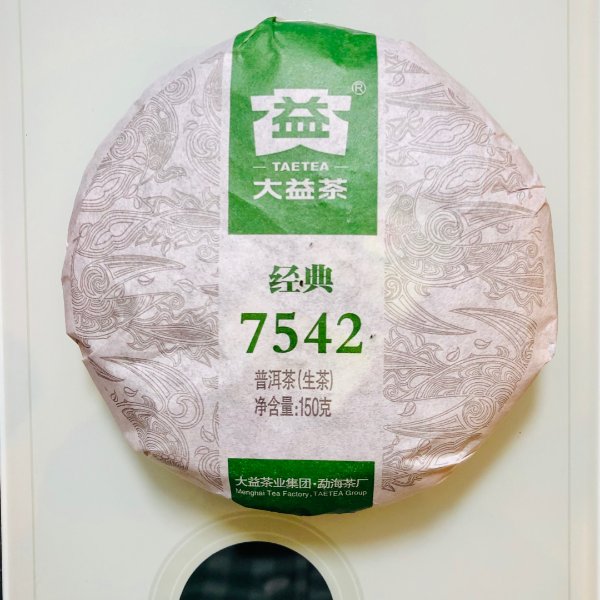 益®
TAETEA
大益茶
经典
7542
普洱茶(生茶)
净含量:150克
大益茶业集团·勐海茶厂
Menghai Tea Factory, TAETEA Group